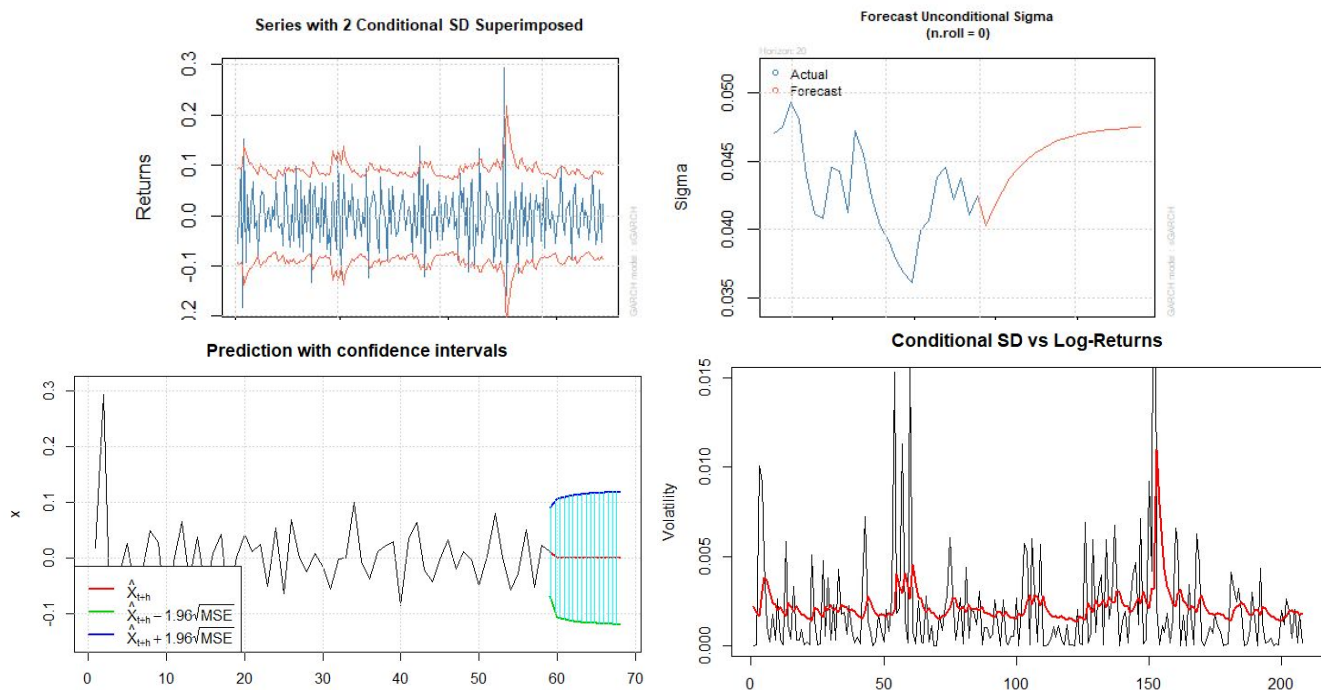 Series with 2 Conditional SD Superimposed
Returns
0.3
0.2
0.1
0.0
-0.1
0.2
GARCH model: sGARCH
Forecast Unconditional Sigma
(n.roll = 0)
Horizon: 20
Actual
Forecast
Sigma
0.050
0.045
0.040
0.035
GARCH model: sGARCH
Prediction with confidence intervals
x
0.3
0.2
0.1
0.0
-0.1
X̂t+h
X̂t+h − 1.96√MSE
X̂t+h + 1.96√MSE
0 10 20 30 40 50 60 70
Conditional SD vs Log-Returns
Volatility
0.015
0.010
0.005
0.000
0 50 100 150 200